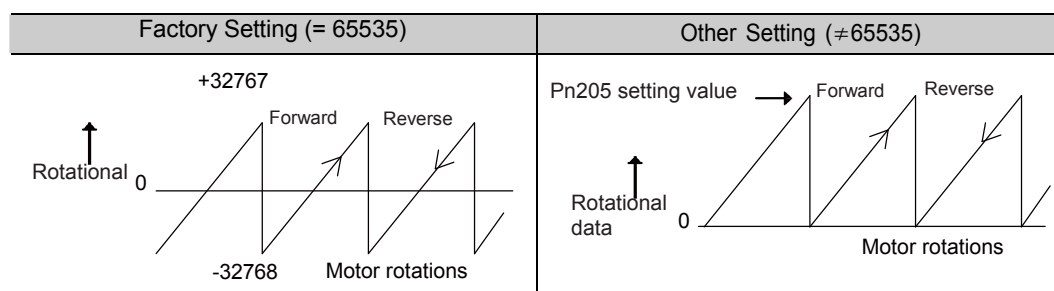 Factory Setting (= 65535)
Other Setting (≠65535)
+32767
Forward
Reverse
Rotational
0
-32768
Motor rotations
Pn205 setting value
Forward
Reverse
Rotational
data
0
Motor rotations